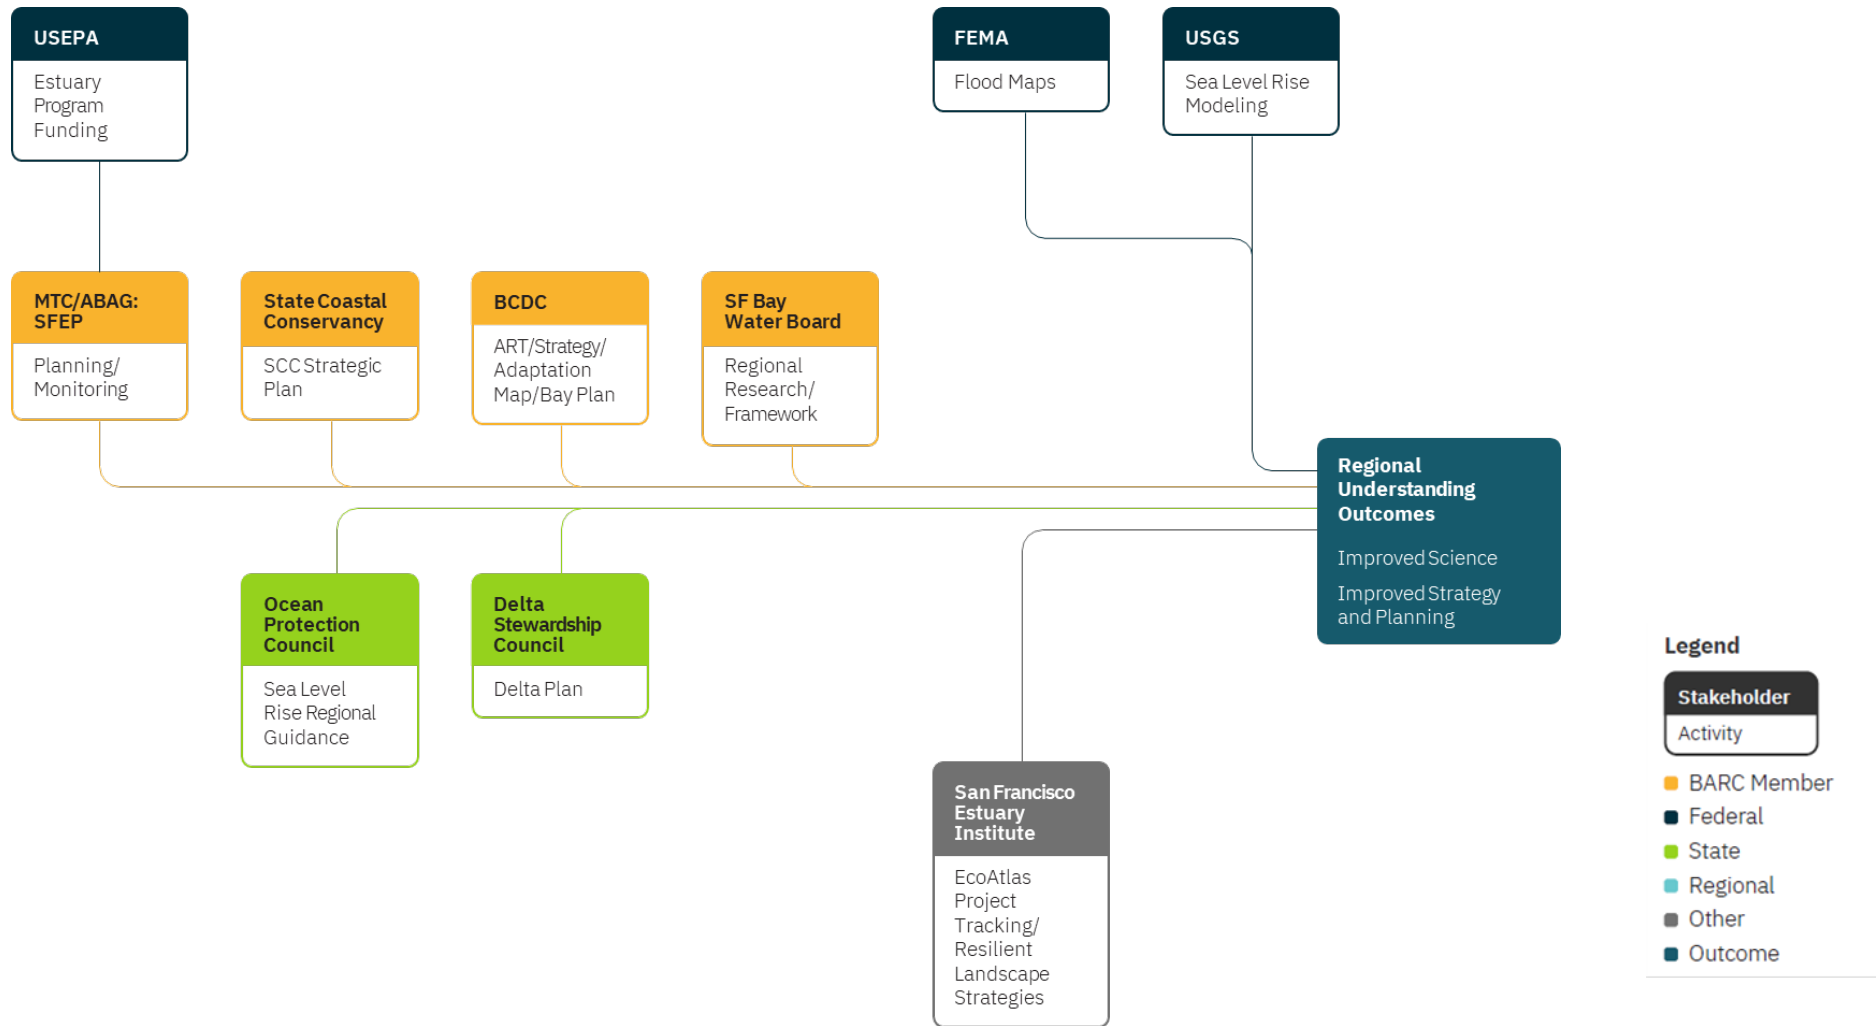 USEPA
Estuary
Program
Funding
FEMA
Flood Maps
USGS
Sea Level Rise
Modeling
MTC/ABAG:
SFEP
Planning/
Monitoring
State Coastal
Conservancy
SCC Strategic
Plan
BCDC
ART/Strategy/
Adaptation
Map/Bay Plan
SF Bay
Water Board
Regional
Research/
Framework
Regional
Understanding
Outcomes
Improved Science
Improved Strategy
and Planning
Ocean
Protection
Council
Sea Level
Rise Regional
Guidance
Delta
Stewardship
Council
Delta Plan
San Francisco
Estuary
Institute
EcoAtlas
Project
Tracking/
Resilient
Landscape
Strategies
Legend
Stakeholder
Activity
BARC Member
Federal
State
Regional
Other
Outcome